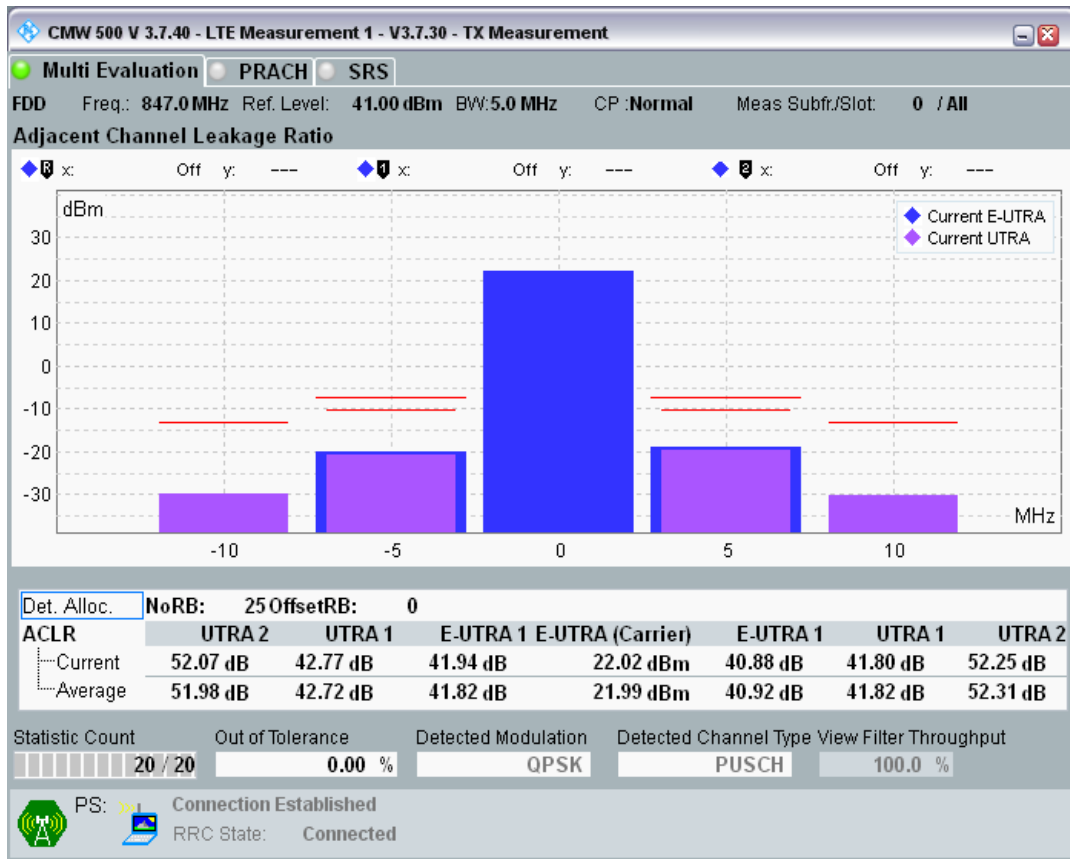 CMW 500 V 3.7.40 - LTE Measurement 1 - V3.7.30 - TX Measurement
Multi Evaluation PRACH SRS
FDD Freq.: 847.0 MHz Ref. Level: 41.00 dBm BW:5.0 MHz CP :Normal Meas Subfr./Slot: 0 / All
Adjacent Channel Leakage Ratio
R x: Off y: --- 1 x: Off y: --- 2 x: Off y: ---
dBm
Current E-UTRA
Current UTRA
30
20
10
0
-10
-20
-30
MHz
-10 -5 0 5 10
Det. Alloc. NoRB: 25 OffsetRB: 0
ACLR UTRA 2 UTRA 1 E-UTRA 1 E-UTRA (Carrier) E-UTRA 1 UTRA 1 UTRA 2
Current 52.07 dB 42.77 dB 41.94 dB 22.02 dBm 40.88 dB 41.80 dB 52.25 dB
Average 51.98 dB 42.72 dB 41.82 dB 21.99 dBm 40.92 dB 41.82 dB 52.31 dB
Statistic Count Out of Tolerance Detected Modulation Detected Channel Type View Filter Throughput
20 / 20 0.00 % QPSK PUSCH 100.0 %
PS: Connection Established
RRC State: Connected